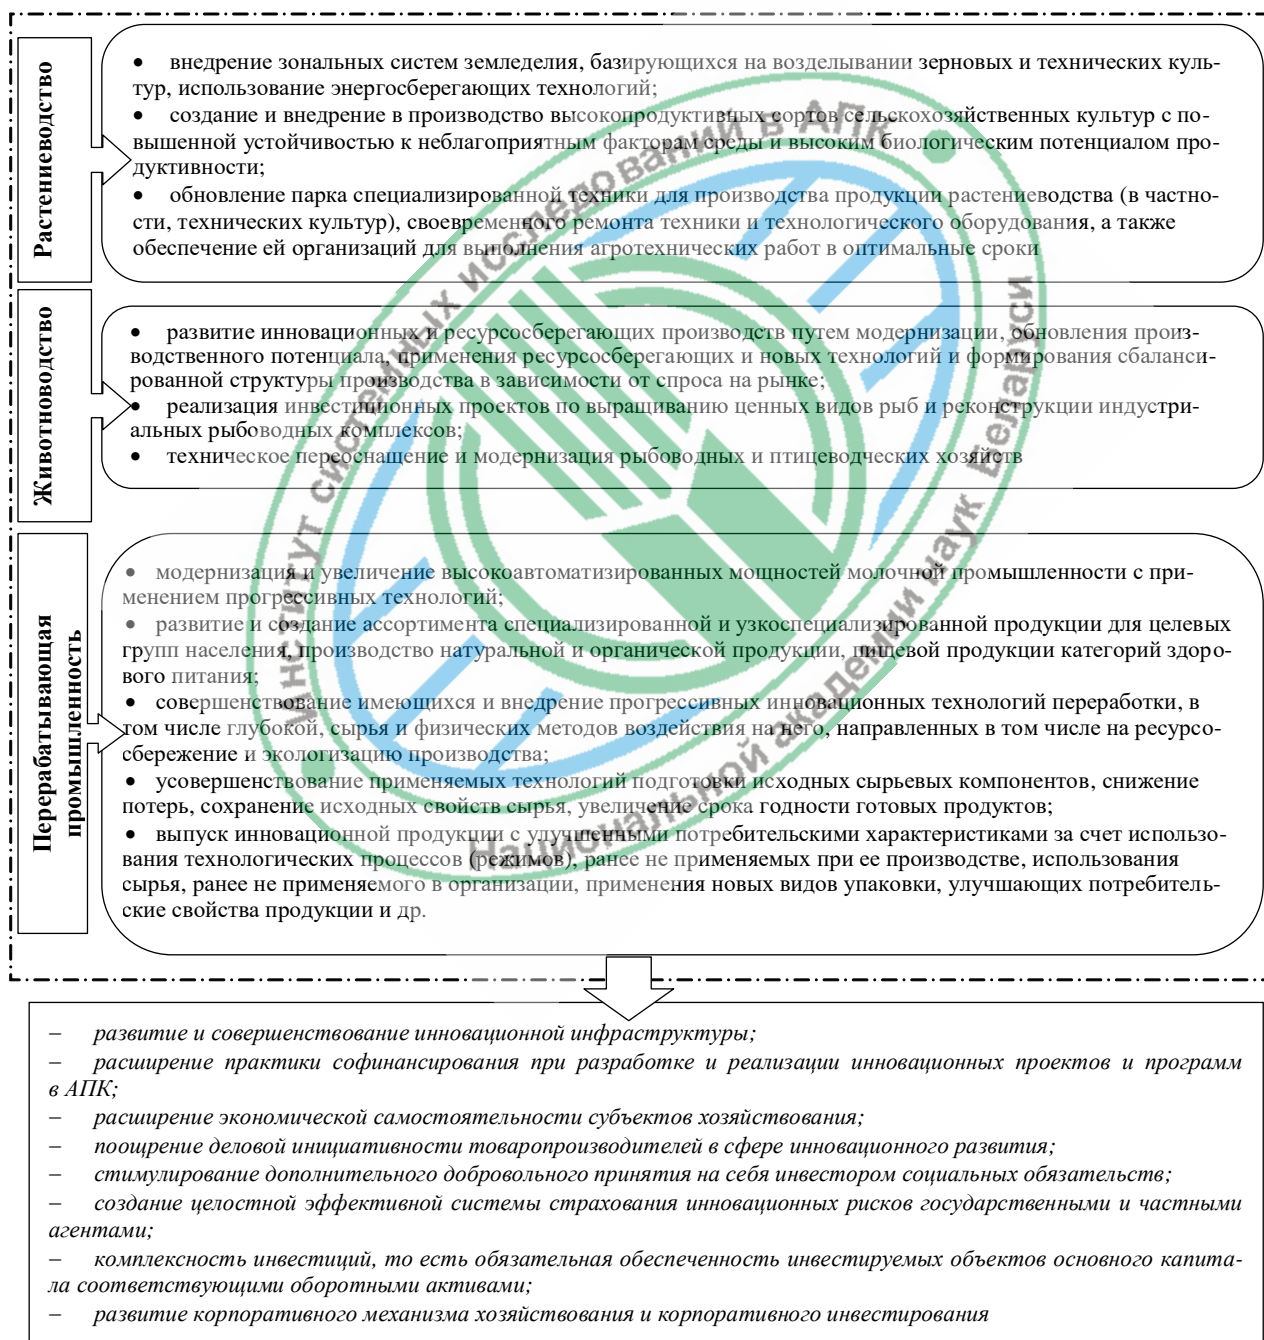 Растениеводство
• внедрение зональных систем земледелия, базирующихся на возделывании зерновых и технических куль-
тур, использование энергосберегающих технологий;
• создание и внедрение в производство высокопродуктивных сортов сельскохозяйственных культур с по-
вышенной устойчивостью к неблагоприятным факторам среды и высоким биологическим потенциалом про-
дуктивности;
• обновление парка специализированной техники для производства продукции растениеводства (в частно-
сти, технических культур), своевременного ремонта техники и технологического оборудования, а также
обеспечение ей организаций для выполнения агротехнических работ в оптимальные сроки
Животноводство
• развитие инновационных и ресурсосберегающих производств путем модернизации, обновления произ-
водственного потенциала, применения ресурсосберегающих и новых технологий и формирования сбаланси-
рованной структуры производства в зависимости от спроса на рынке;
• реализация инвестиционных проектов по выращиванию ценных видов рыб и реконструкции индустри-
альных рыбоводных комплексов;
• техническое переоснащение и модернизация рыбоводных и птицеводческих хозяйств
Перерабатывающая
промышленность
• модернизация и увеличение высокоавтоматизированных мощностей молочной промышленности с при-
менением прогрессивных технологий;
• развитие и создание ассортимента специализированной и узкоспециализированной продукции для целевых
групп населения, производство натуральной и органической продукции, пищевой продукции категорий здоро-
вого питания;
• совершенствование имеющихся и внедрение прогрессивных инновационных технологий переработки, в
том числе глубокой, сырья и физических методов воздействия на него, направленных в том числе на ресурсо-
сбережение и экологизацию производства;
• усовершенствование применяемых технологий подготовки исходных сырьевых компонентов, снижение
потерь, сохранение исходных свойств сырья, увеличение срока годности готовых продуктов;
• выпуск инновационной продукции с улучшенными потребительскими характеристиками за счет использо-
вания технологических процессов (режимов), ранее не применяемых при ее производстве, использования
сырья, ранее не применяемого в организации, применения новых видов упаковки, улучшающих потребитель-
ские свойства продукции и др.
– развитие и совершенствование инновационной инфраструктуры;
– расширение практики софинансирования при разработке и реализации инновационных проектов и программ
в АПК;
– расширение экономической самостоятельности субъектов хозяйствования;
– поощрение деловой инициативности товаропроизводителей в сфере инновационного развития;
– стимулирование дополнительного добровольного принятия на себя инвестором социальных обязательств;
– создание целостной эффективной системы страхования инновационных рисков государственными и частными
агентами;
– комплексность инвестиций, то есть обязательная обеспеченность инвестируемых объектов основного капита-
ла соответствующими оборотными активами;
– развитие корпоративного механизма хозяйствования и корпоративного инвестирования
Институт системных исследований в АПК
Национальной академии наук Беларуси